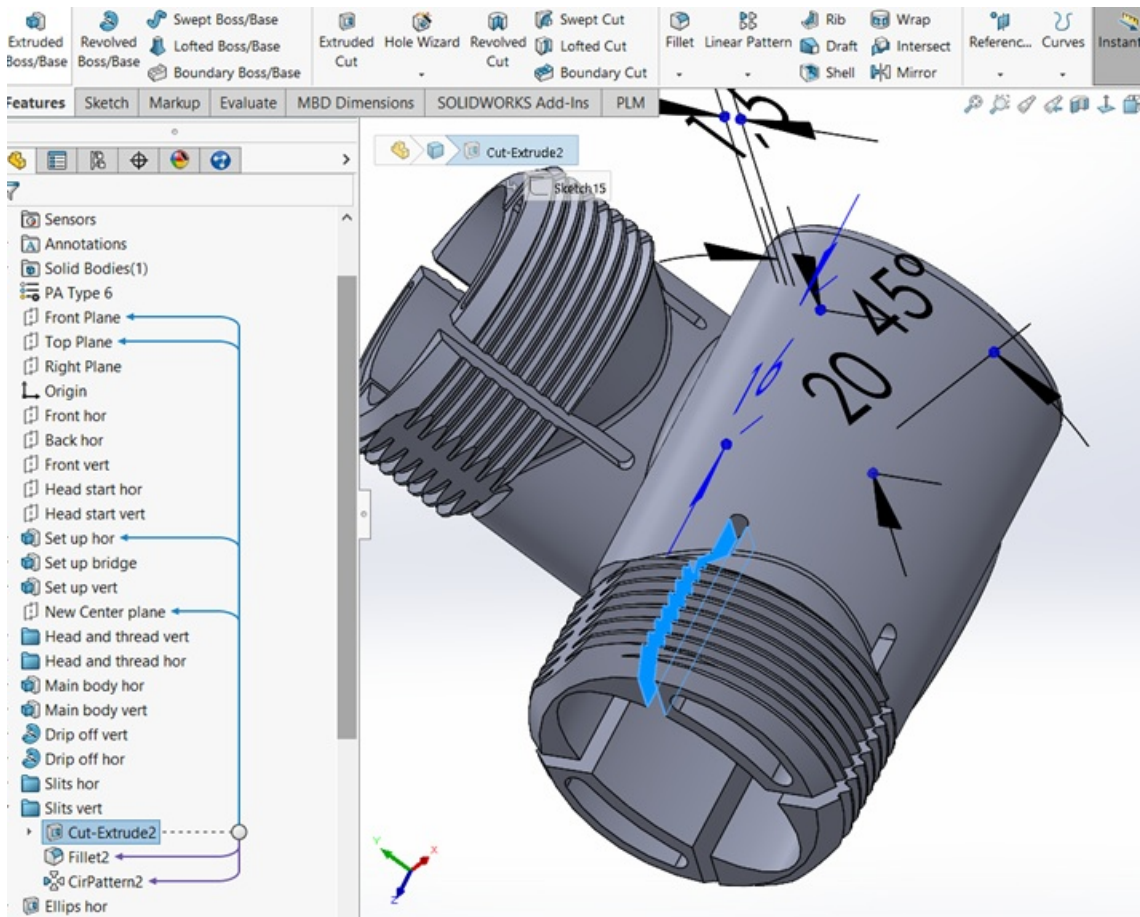 Extruded Boss/Base
Revolved Boss/Base
Swept Boss/Base
Lofted Boss/Base
Boundary Boss/Base
Extruded Cut
Hole Wizard
Revolved Cut
Swept Cut
Lofted Cut
Boundary Cut
Fillet
Linear Pattern
Rib
Draft
Shell
Wrap
Intersect
Mirror
Referenc...
Curves
Instant
Features
Sketch
Markup
Evaluate
MBD Dimensions
SOLIDWORKS Add-Ins
PLM
Cut-Extrude2
Sketch15
Sensors
Annotations
Solid Bodies(1)
PA Type 6
Front Plane
Top Plane
Right Plane
Origin
Front hor
Back hor
Front vert
Head start hor
Head start vert
Set up hor
Set up bridge
Set up vert
New Center plane
Head and thread vert
Head and thread hor
Main body hor
Main body vert
Drip off vert
Drip off hor
Slits hor
Slits vert
Cut-Extrude2
Fillet2
CirPattern2
Ellips hor
45°
20
16
Y
X
Z